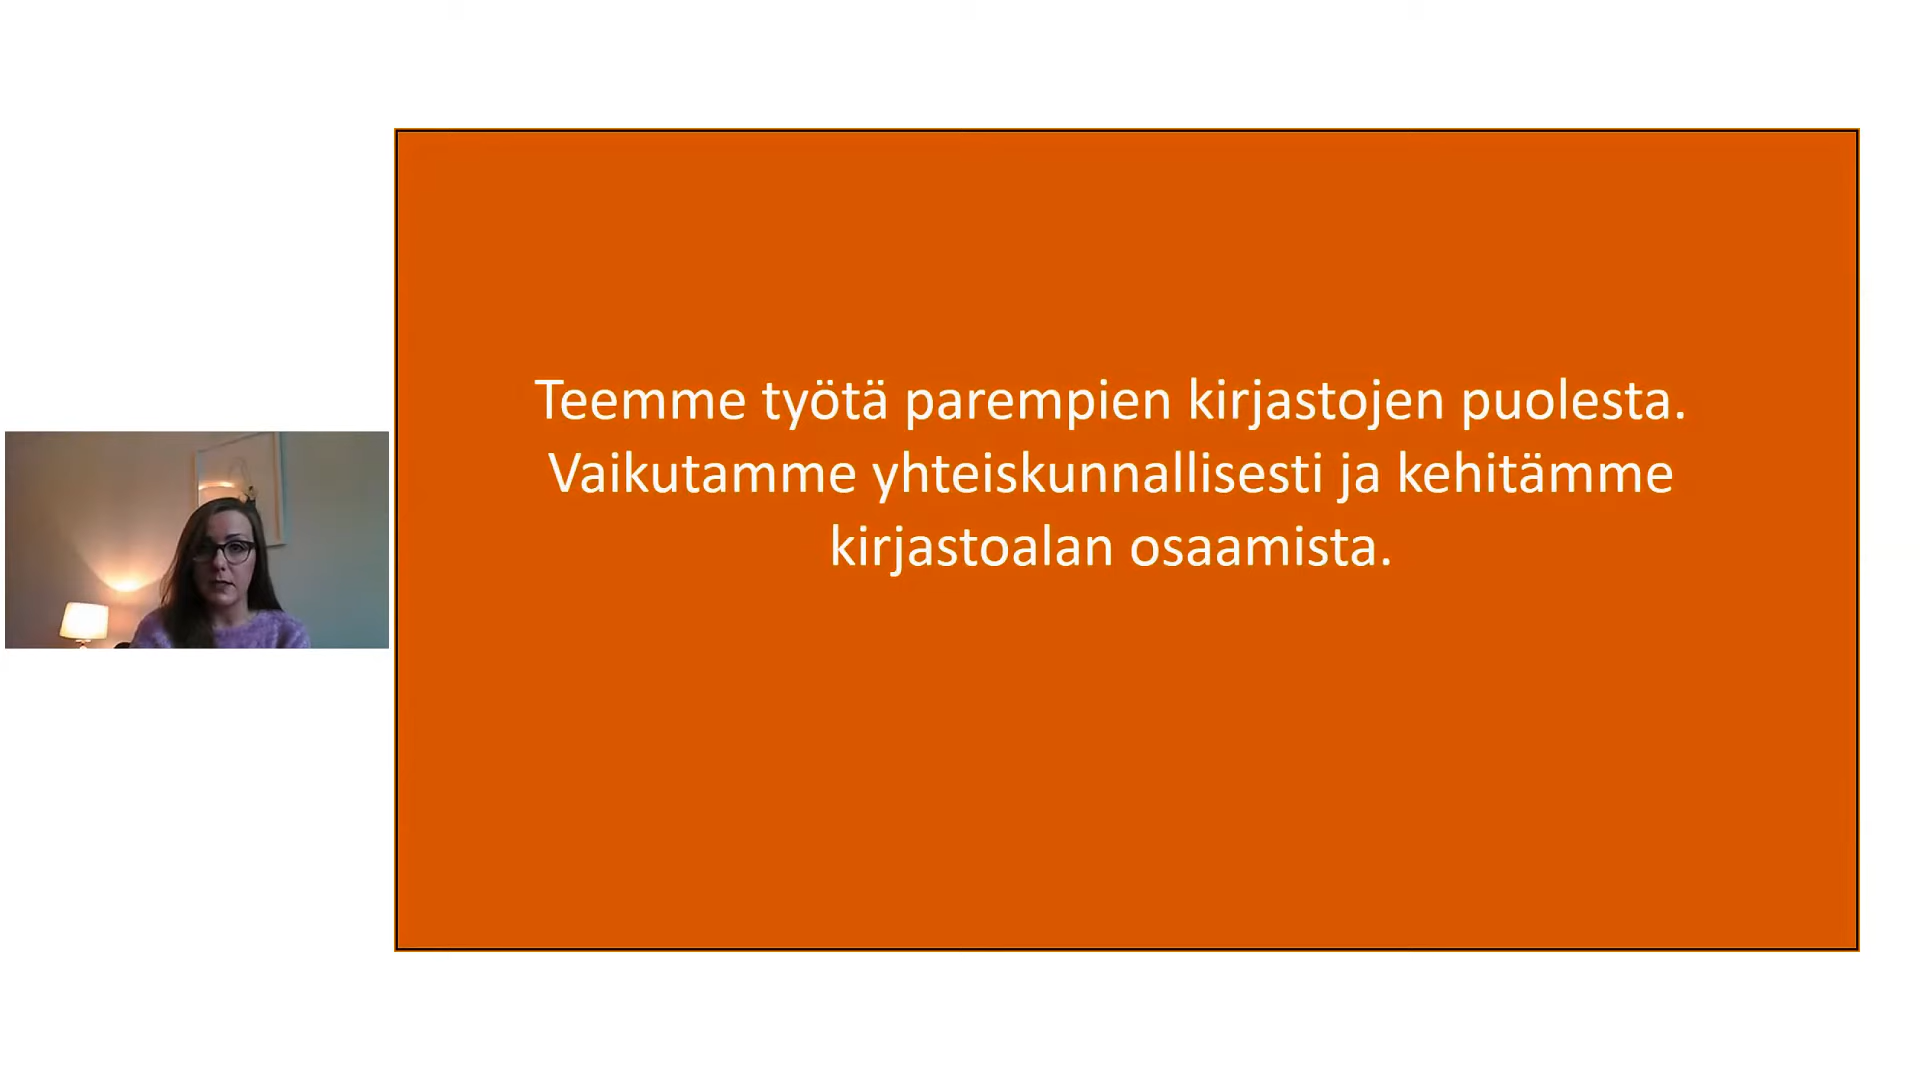 Teemme työtä parempien kirjastojen puolesta.
Vaikutamme yhteiskunnallisesti ja kehitämme
kirjastoalan osaamista.